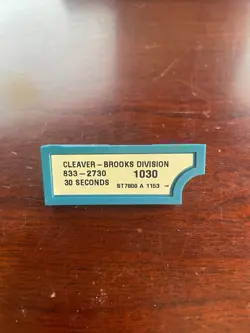 CLEAVER – BROOKS DIVISION
833 – 2730 1030
30 SECONDS ST7800 A 1153 –